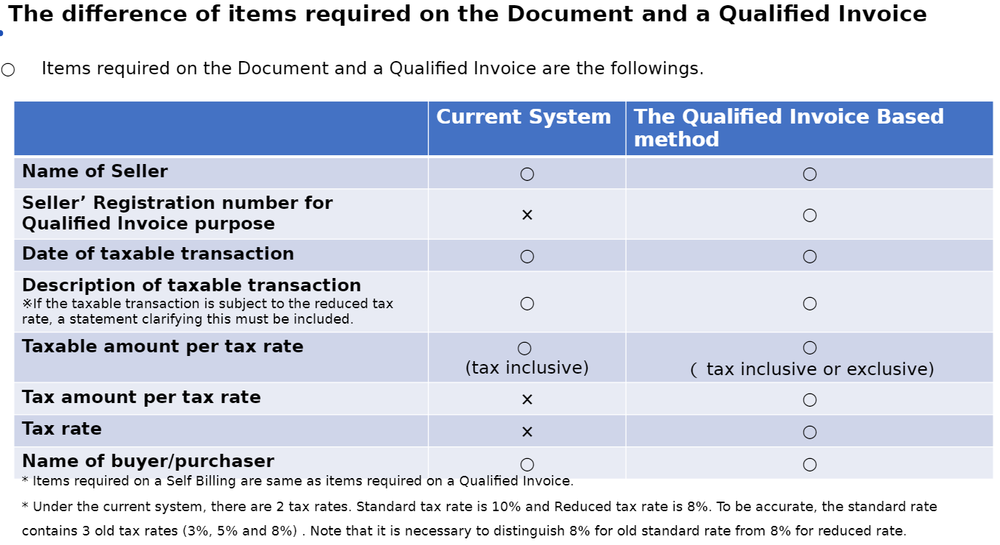 The difference of items required on the Document and a Qualified Invoice
○ Items required on the Document and a Qualified Invoice are the followings.
Current System
The Qualified Invoice Based
method
Name of Seller ○ ○
Seller’ Registration number for
Qualified Invoice purpose
× ○
Date of taxable transaction ○ ○
Description of taxable transaction
※If the taxable transaction is subject to the reduced tax
rate, a statement clarifying this must be included.
○ ○
Taxable amount per tax rate ○ ○
(tax inclusive) （ tax inclusive or exclusive)
Tax amount per tax rate × ○
Tax rate × ○
Name of buyer/purchaser ○ ○
* Items required on a Self Billing are same as items required on a Qualified Invoice.
* Under the current system, there are 2 tax rates. Standard tax rate is 10% and Reduced tax rate is 8%. To be accurate, the standard rate
contains 3 old tax rates (3%, 5% and 8%) . Note that it is necessary to distinguish 8% for old standard rate from 8% for reduced rate.